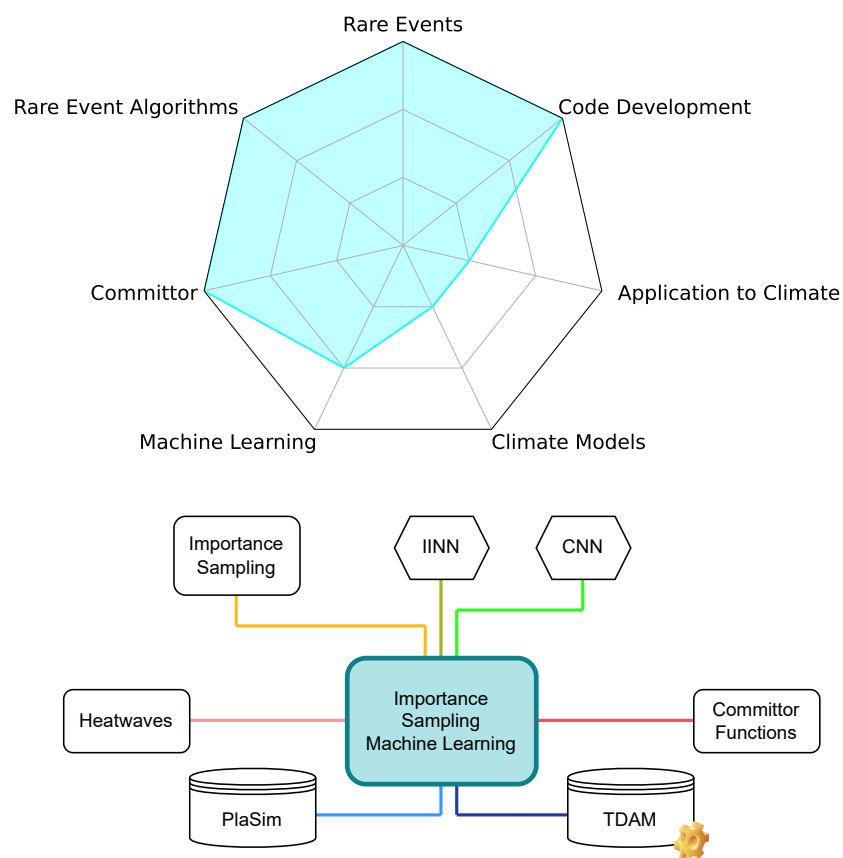 Rare Events
Rare Event Algorithms
Code Development
Committor
Application to Climate
Machine Learning
Climate Models
Importance
Sampling
IINN
CNN
Heatwaves
Importance
Sampling
Machine Learning
Committor
Functions
PlaSim
TDAM